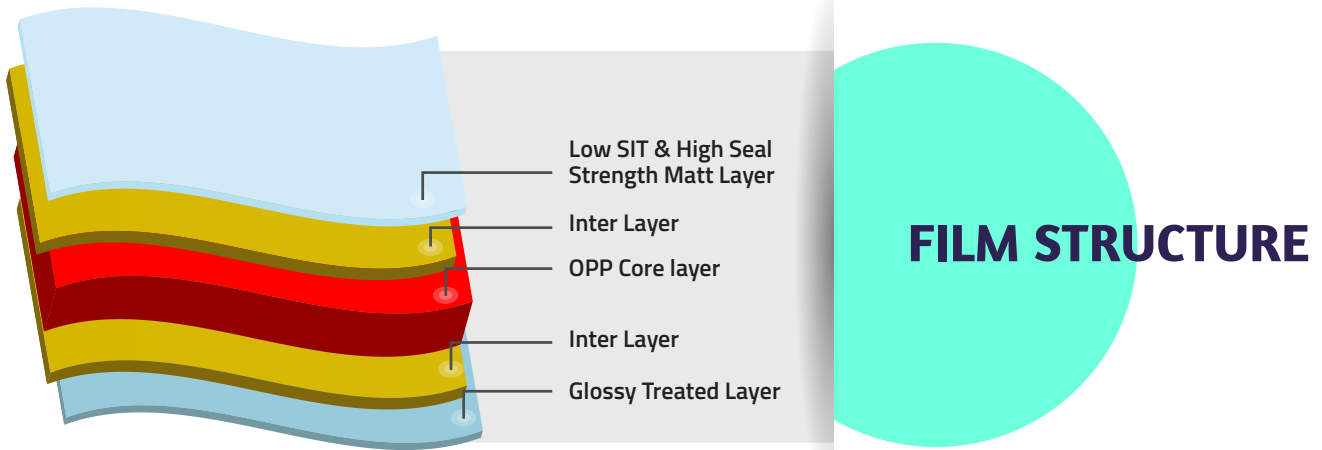 Low SIT & High Seal
Strength Matt Layer
Inter Layer
OPP Core layer
Inter Layer
Glossy Treated Layer
FILM STRUCTURE